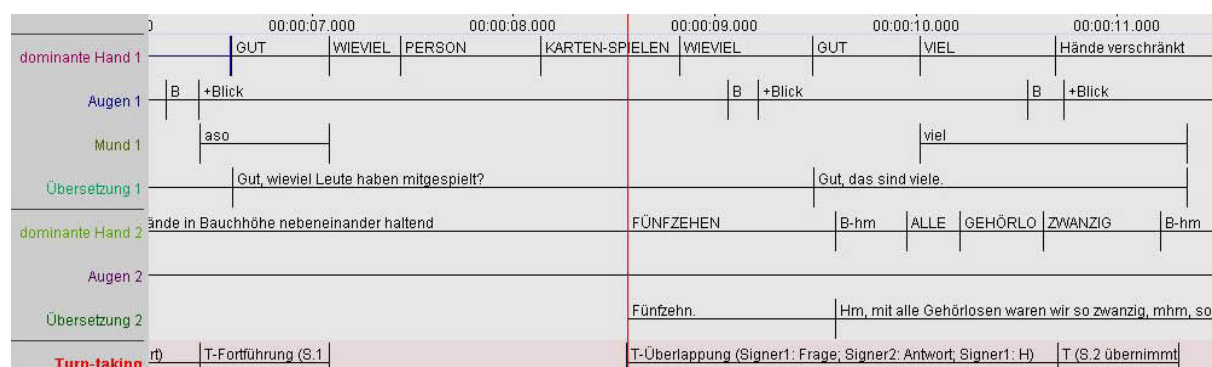 00:00:07.000 00:00:08.000 00:00:09.000 00:00:10.000 00:00:11.000
dominante Hand 1 GUT WIEVIEL PERSON KARTEN-SPIELEN WIEVIEL GUT VIEL Hände verschränkt
Augen 1 B +Blick B +Blick B +Blick
Mund 1 aso viel
Übersetzung 1 Gut, wieviel Leute haben mitgespielt? Gut, das sind viele.
dominante Hand 2 ände in Bauchhöhe nebeneinander haltend FÜNFZEHEN B-hm ALLE GEHÖRLO ZWANZIG B-hm
Augen 2
Übersetzung 2 Fünfzehn. Hm, mit alle Gehörlosen waren wir so zwanzig, mhm, so
Turn-taking rt) T-Fortführung (S.1 T-Überlappung (Signer1: Frage; Signer2: Antwort; Signer1: H) T (S.2 übernimmt